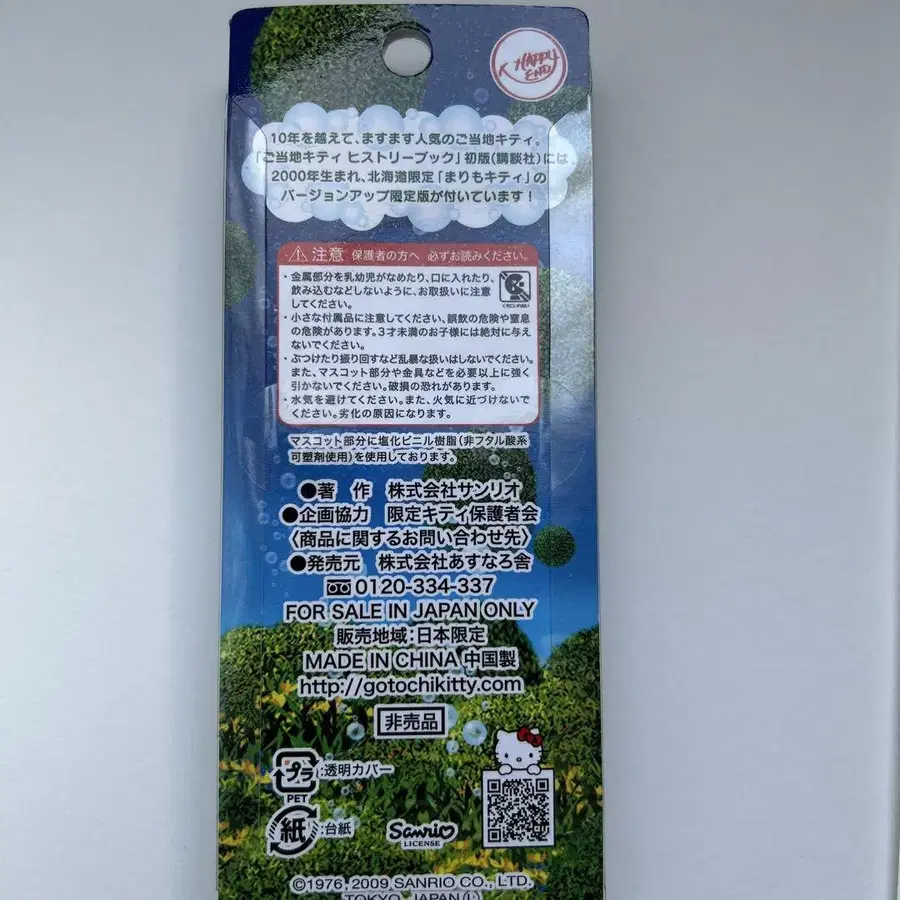 HAPPY
END
10年を越えて、ますます人気のご当地キティ。
「ご当地キティ ヒストリーブック」初版(講談社)には
2000年生まれ、北海道限定「まりもキティ」の
バージョンアップ限定版が付いています！
注意 保護者の方へ 必ずお読みください。
・金属部分を乳幼児がなめたり、口に入れたり、
飲み込むなどしないように、お取扱いに注意
してください。
・小さな付属品に注意してください、誤飲の危険や窒息
の危険があります。3才未満のお子様には絶対に与え
ないでください。
・ぶつけたり振り回すなど乱暴な扱いはしないでください。
また、マスコット部分や金具などを必要以上に強く
引かないでください。破損の恐れがあります。
・水気を避けてください。また、火気に近づけないで
ください。劣化の原因になります。
マスコット部分に塩化ビニル樹脂(非フタル酸系
可塑剤使用)を使用しております。
●著 作 株式会社サンリオ
●企画協力 限定キティ保護者会
〈商品に関するお問い合わせ先〉
●発売元 株式会社あすなろ舎
0120-334-337
FOR SALE IN JAPAN ONLY
販売地域:日本限定
MADE IN CHINA 中国製
http://gotochikitty.com
非売品
プラ :透明カバー
PET
紙 :台紙
Sanrio
LICENSE
©1976, 2009 SANRIO CO., LTD.
TOKYO, JAPAN (L)